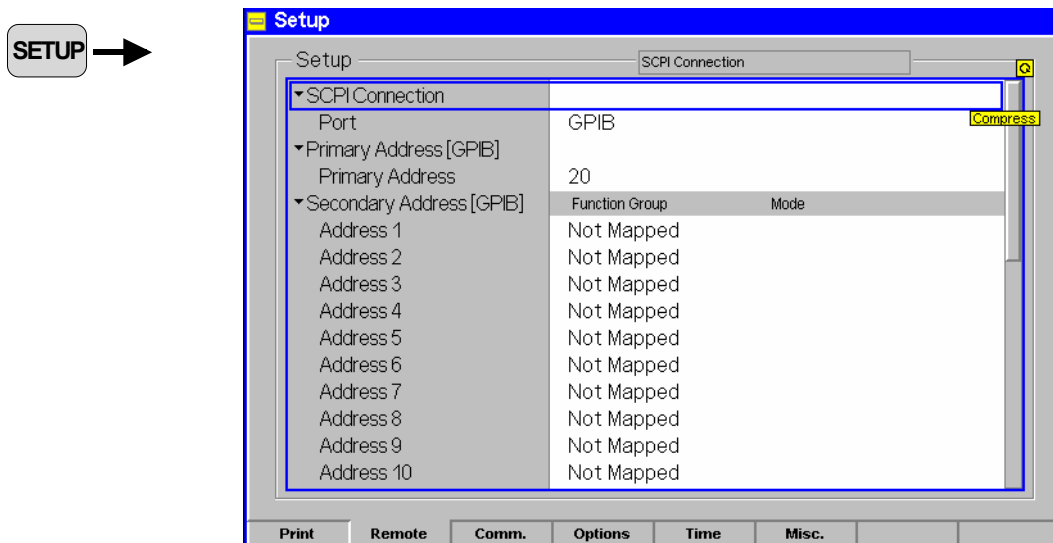 SETUP
Setup
Setup SCPI Connection
SCPI Connection
Compress
Port GPIB
Primary Address [GPIB]
Primary Address 20
Secondary Address [GPIB] Function Group Mode
Address 1 Not Mapped
Address 2 Not Mapped
Address 3 Not Mapped
Address 4 Not Mapped
Address 5 Not Mapped
Address 6 Not Mapped
Address 7 Not Mapped
Address 8 Not Mapped
Address 9 Not Mapped
Address 10 Not Mapped
Print Remote Comm. Options Time Misc.